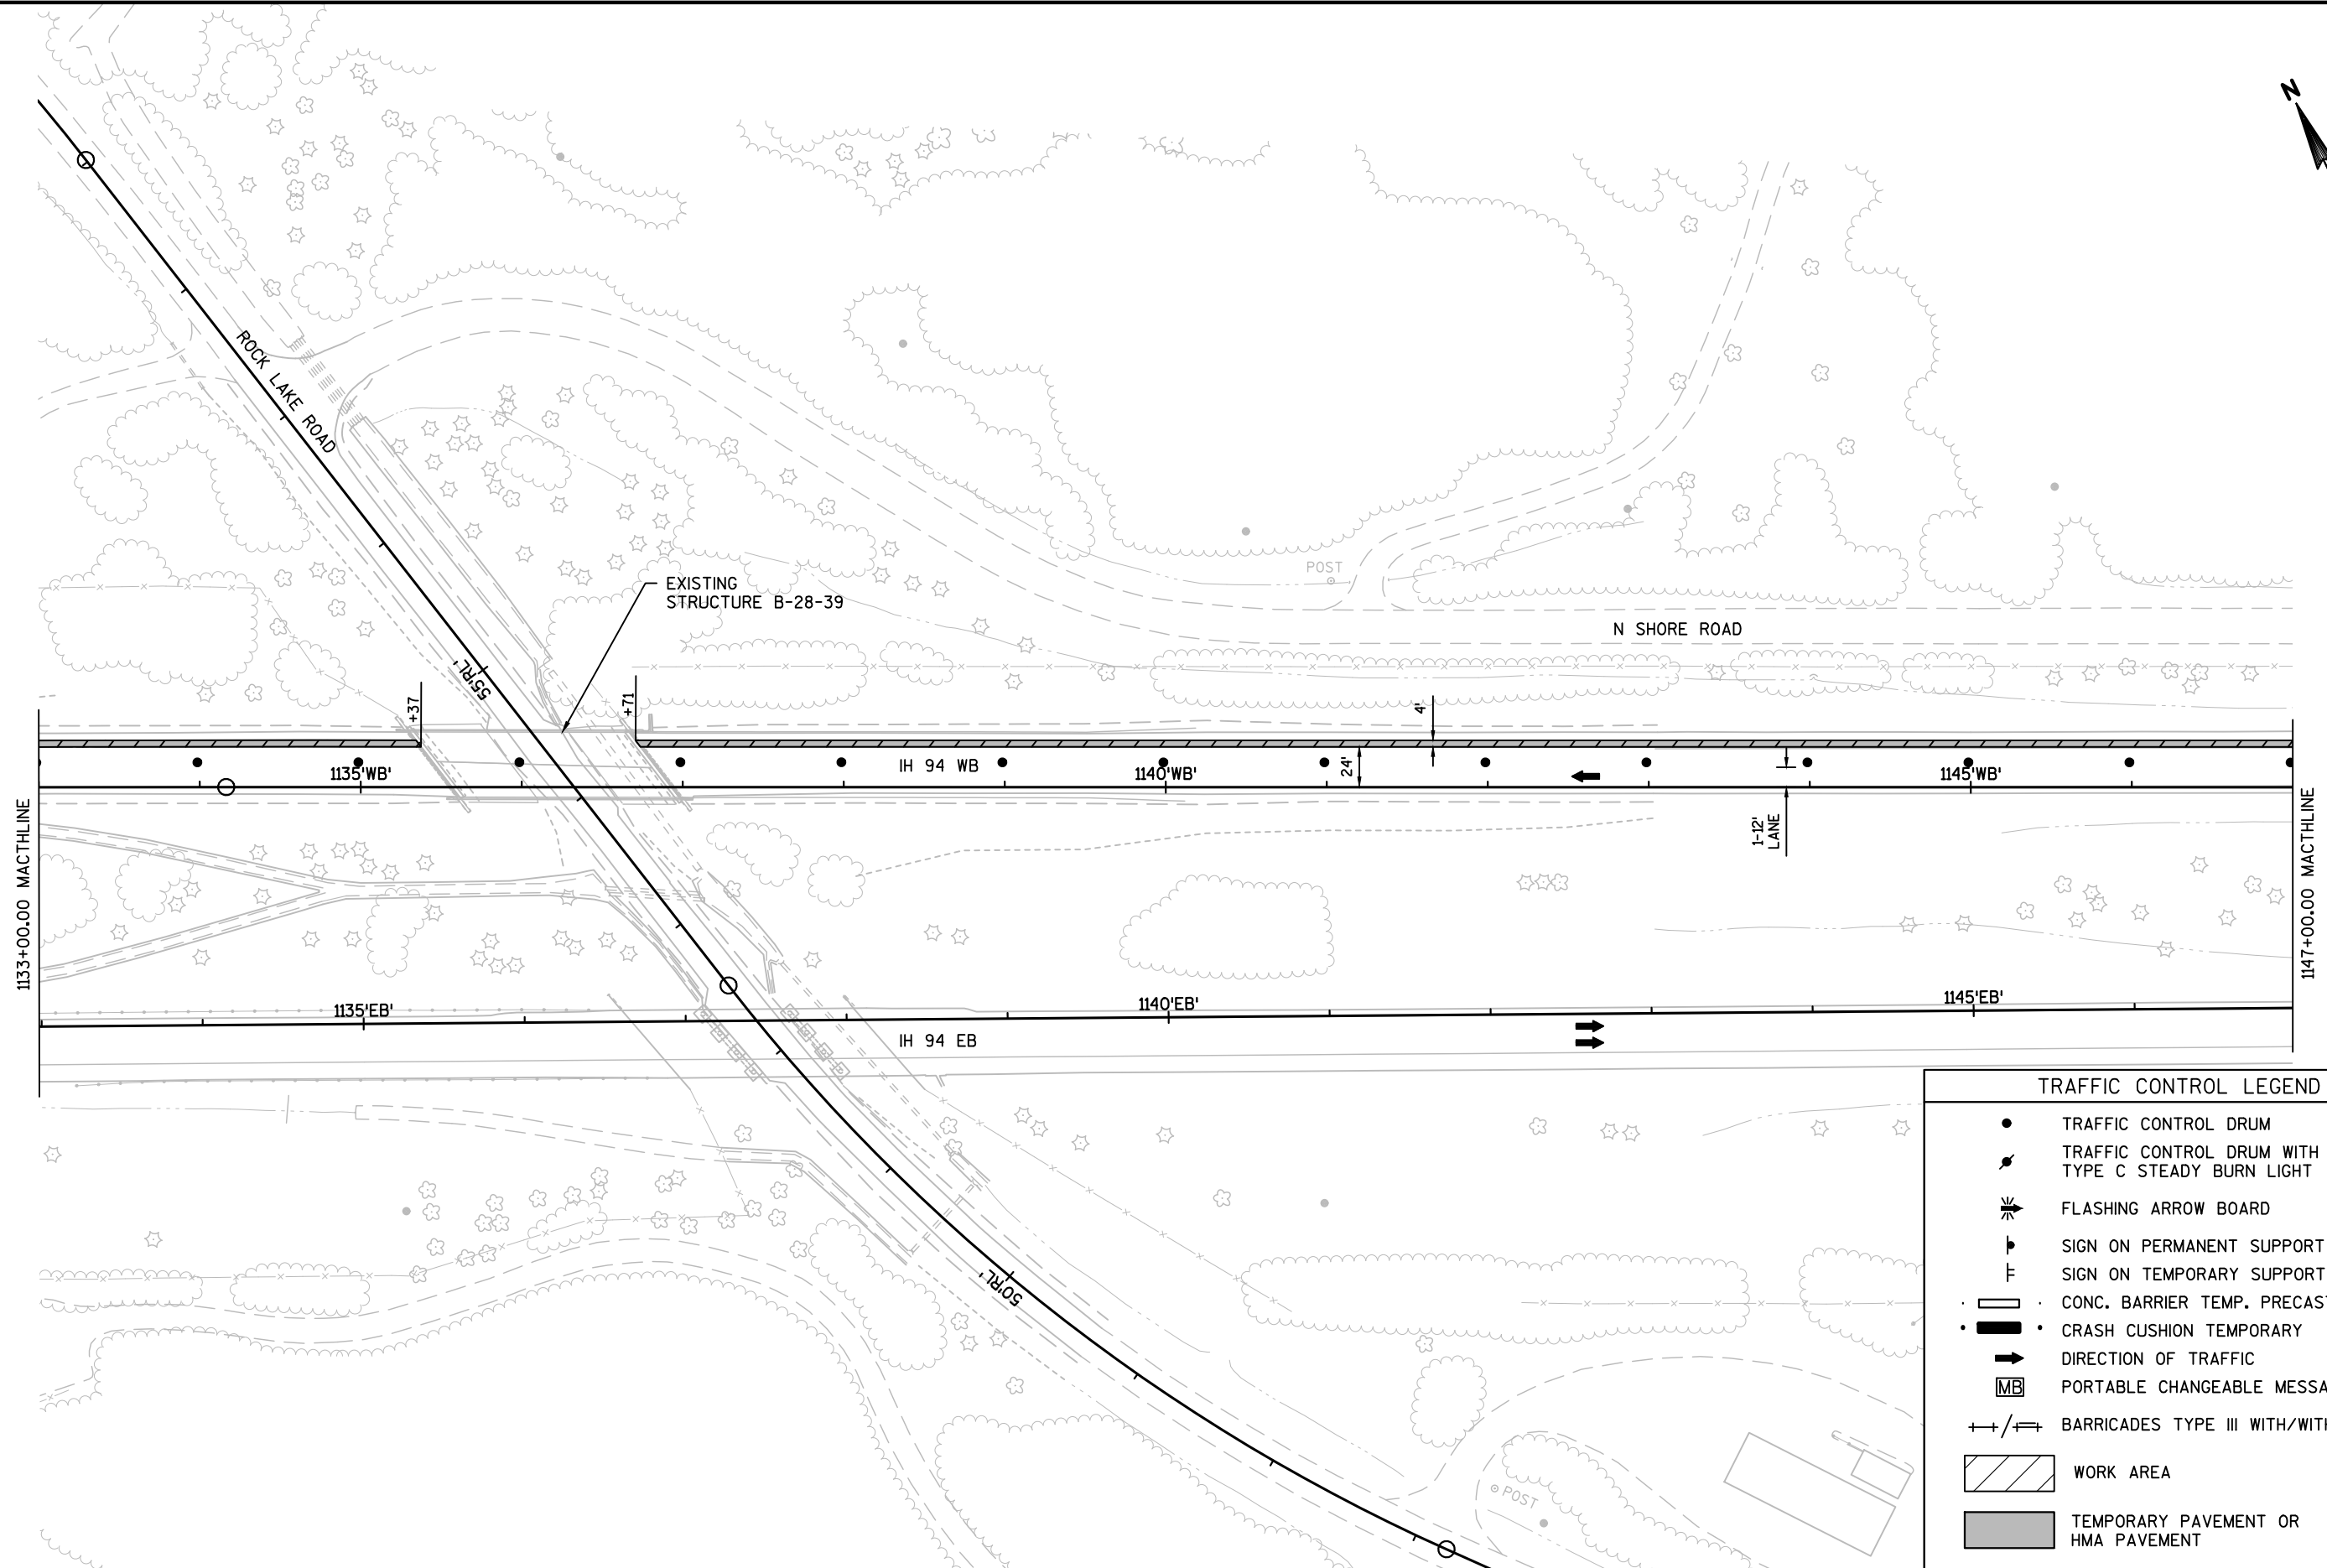 N
ROCK LAKE ROAD
EXISTING
STRUCTURE B-28-39
POST
N SHORE ROAD
55'RL'
+37
+71
4'
24'
1135'WB'
IH 94 WB
1140'WB'
1145'WB'
1-12'
LANE
1133+00.00 MACTHLINE
1147+00.00 MACTHLINE
1135'EB'
1140'EB'
1145'EB'
IH 94 EB
50'RL'
POST
TRAFFIC CONTROL LEGEND
TRAFFIC CONTROL DRUM
TRAFFIC CONTROL DRUM WITH
TYPE C STEADY BURN LIGHT
FLASHING ARROW BOARD
SIGN ON PERMANENT SUPPORT
SIGN ON TEMPORARY SUPPORT
CONC. BARRIER TEMP. PRECAS
CRASH CUSHION TEMPORARY
DIRECTION OF TRAFFIC
MB PORTABLE CHANGEABLE MESSA
BARRICADES TYPE III WITH/WITH
WORK AREA
TEMPORARY PAVEMENT OR
HMA PAVEMENT